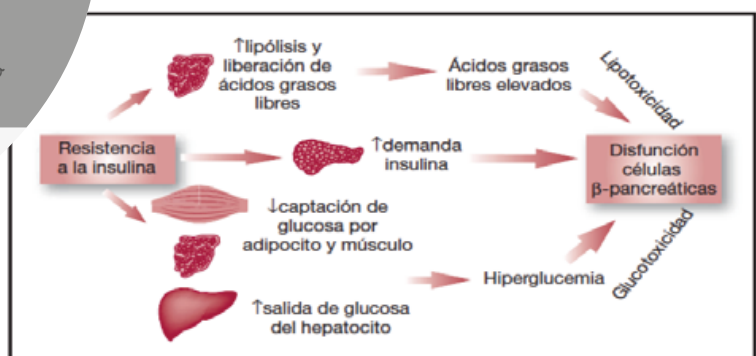 ↑lipólisis y
liberación de
ácidos grasos
libres
Ácidos grasos
libres elevados
Lipotoxicidad
Resistencia
a la insulina
↑demanda
insulina
Disfunción
células
β-pancreáticas
↓captación de
glucosa por
adipocito y músculo
Hiperglucemia
Glucotoxicidad
↑salida de glucosa
del hepatocito